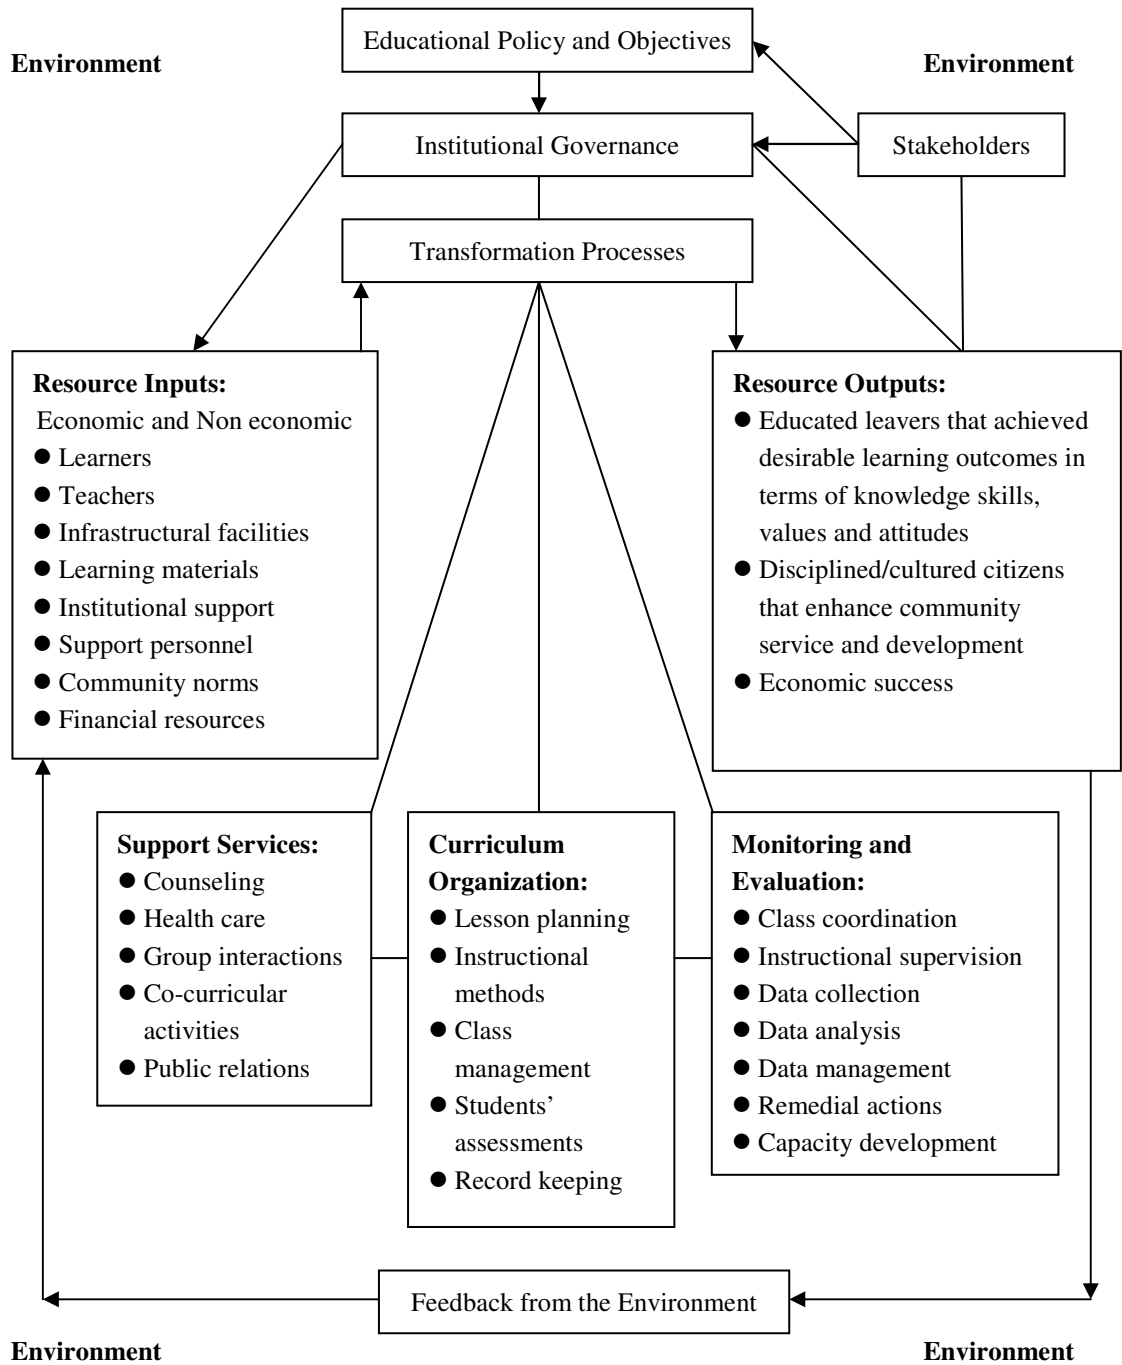 Educational Policy and Objectives
Environment
Environment
Institutional Governance
Stakeholders
Transformation Processes
Resource Inputs:
Economic and Non economic
● Learners
● Teachers
● Infrastructural facilities
● Learning materials
● Institutional support
● Support personnel
● Community norms
● Financial resources
Resource Outputs:
● Educated leavers that achieved
desirable learning outcomes in
terms of knowledge skills,
values and attitudes
● Disciplined/cultured citizens
that enhance community
service and development
● Economic success
Support Services:
● Counseling
● Health care
● Group interactions
● Co-curricular
activities
● Public relations
Curriculum
Organization:
● Lesson planning
● Instructional
methods
● Class
management
● Students’
assessments
● Record keeping
Monitoring and
Evaluation:
● Class coordination
● Instructional supervision
● Data collection
● Data analysis
● Data management
● Remedial actions
● Capacity development
Feedback from the Environment
Environment
Environment